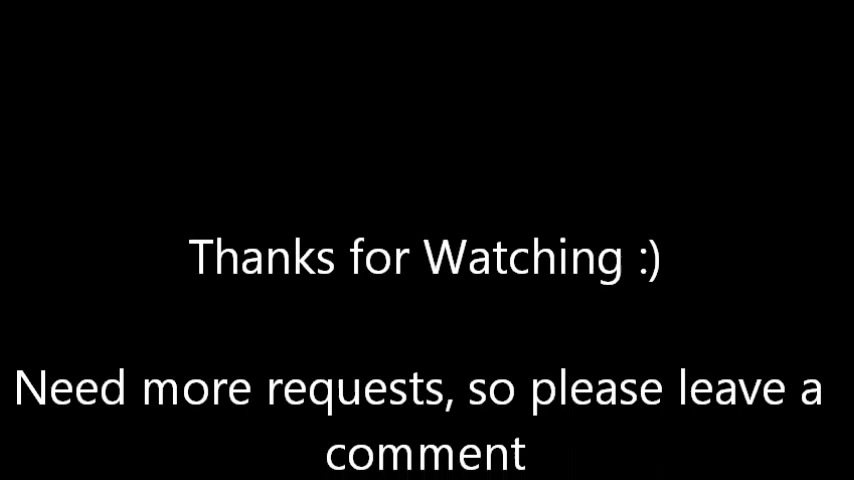 Thanks for Watching :)
Need more requests, so please leave a
comment